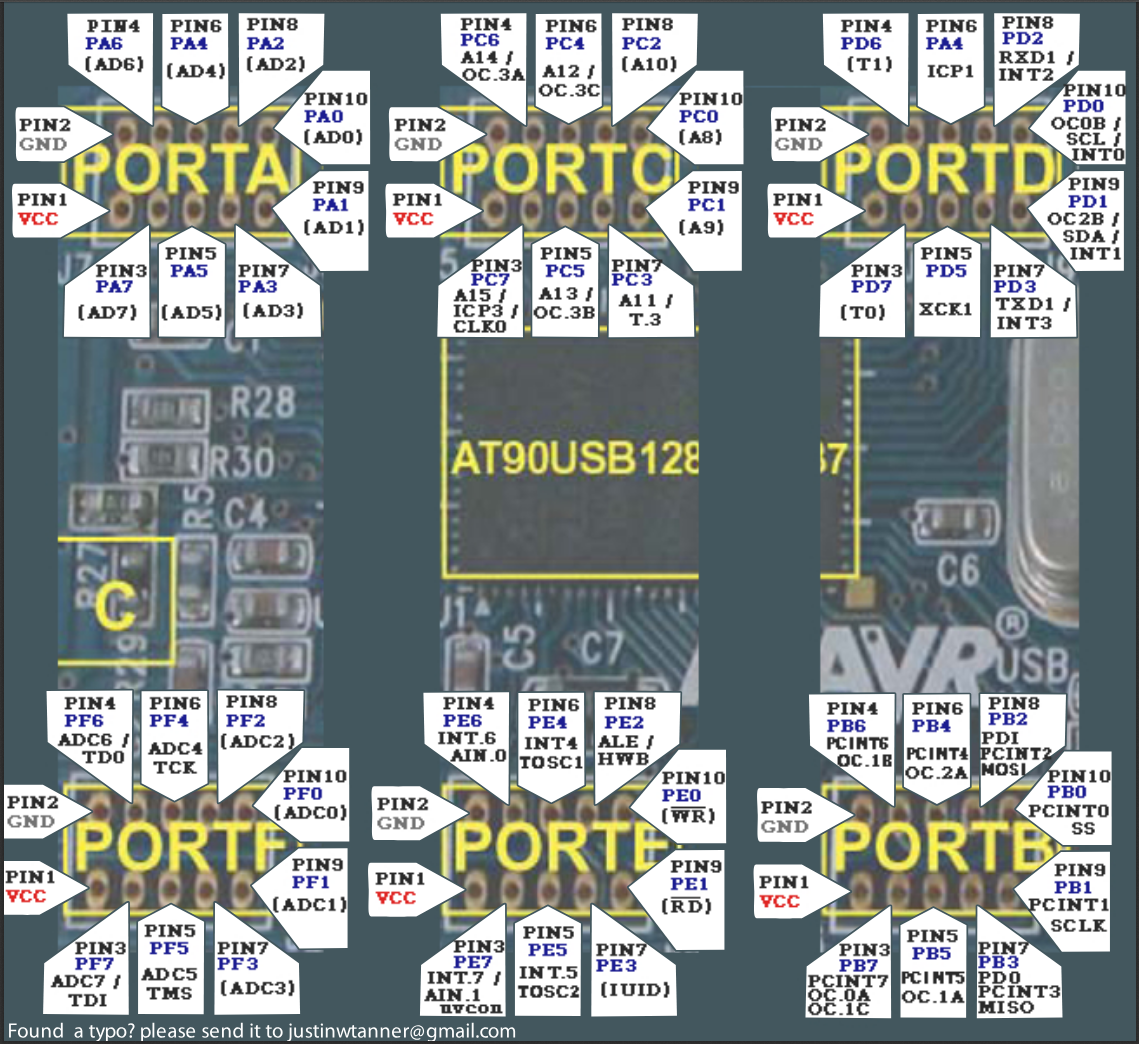 PIN4
PA6
(AD6)
PIN6
PA4
(AD4)
PIN8
PA2
(AD2)
PIN10
PA0
(AD0)
PIN2
GND
PORTA
PIN1
VCC
PIN9
PA1
(AD1)
PIN3
PA7
(AD7)
PIN5
PA5
(AD5)
PIN7
PA3
(AD3)
PIN4
PC6
A14 /
OC.3A
PIN6
PC4
A12 /
OC.3C
PIN8
PC2
(A10)
PIN10
PC0
(A8)
PIN2
GND
PORTC
PIN1
VCC
PIN9
PC1
(A9)
PIN3
PC7
A15 /
ICP3 /
CLK0
PIN5
PC5
A13 /
OC.3B
PIN7
PC3
A11 /
T.3
PIN4
PD6
(T1)
PIN6
PA4
ICP1
PIN8
PD2
RXD1 /
INT2
PIN10
PD0
OC0B /
SCL /
INT0
PIN2
GND
PORTD
PIN1
VCC
PIN9
PD1
OC2B /
SDA /
INT1
PIN3
PD7
(T0)
PIN5
PD5
XCK1
PIN7
PD3
TXD1 /
INT3
J7
5
C1
R28
R30
R5
C4
R27
C
R29
AT90USB128
87
J1
C5
C7
C6
AVR®
USB
PIN4
PF6
ADC6 /
TD0
PIN6
PF4
ADC4
TCK
PIN8
PF2
(ADC2)
PIN10
PF0
(ADC0)
PIN2
GND
PORTF
PIN1
VCC
PIN9
PF1
(ADC1)
PIN3
PF7
ADC7 /
TDI
PIN5
PF5
ADC5
TMS
PIN7
PF3
(ADC3)
PIN4
PE6
INT.6
AIN.0
PIN6
PE4
INT4
TOSC1
PIN8
PE2
ALE /
HWB
PIN10
PE0
(WR)
PIN2
GND
PORTE
PIN1
VCC
PIN9
PE1
(RD)
PIN3
PE7
INT.7 /
AIN.1
uvcon
PIN5
PE5
INT.5
TOSC2
PIN7
PE3
(IUID)
PIN4
PB6
PCINT6
OC.1B
PIN6
PB4
PCINT4
OC.2A
PIN8
PB2
PDI
PCINT2
MOSI
PIN10
PB0
PCINT0
SS
PIN2
GND
PORTB
PIN1
VCC
PIN9
PB1
PCINT1
SCLK
PIN3
PB7
PCINT7
OC.0A
OC.1C
PIN5
PB5
PCINT5
OC.1A
PIN7
PB3
PD0
PCINT3
MISO
Found a typo? please send it to justinwtanner@gmail.com